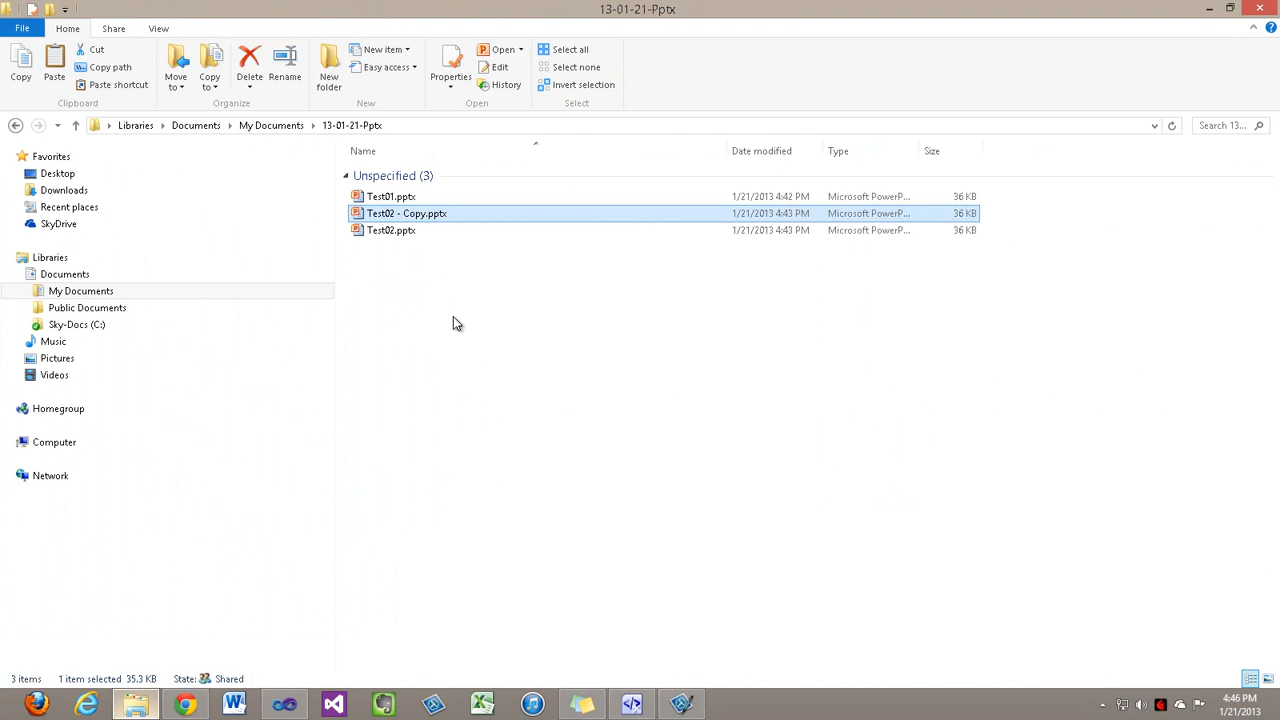 13-01-21-Pptx
File Home Share View
Copy Paste Cut Copy path Paste shortcut Move to Copy to Delete Rename New folder New item Easy access Properties Open Edit History Select all Select none Invert selection
Clipboard Organize New Open Select
Libraries Documents My Documents 13-01-21-Pptx Search 13...
Name Date modified Type Size
Favorites
Desktop
Downloads
Recent places
SkyDrive
Libraries
Documents
My Documents
Public Documents
Sky-Docs (C:)
Music
Pictures
Videos
Homegroup
Computer
Network
Unspecified (3)
Test01.pptx 1/21/2013 4:42 PM Microsoft PowerP... 36 KB
Test02 - Copy.pptx 1/21/2013 4:43 PM Microsoft PowerP... 36 KB
Test02.pptx 1/21/2013 4:43 PM Microsoft PowerP... 36 KB
3 items 1 item selected 35.3 KB State: Shared
4:46 PM
1/21/2013